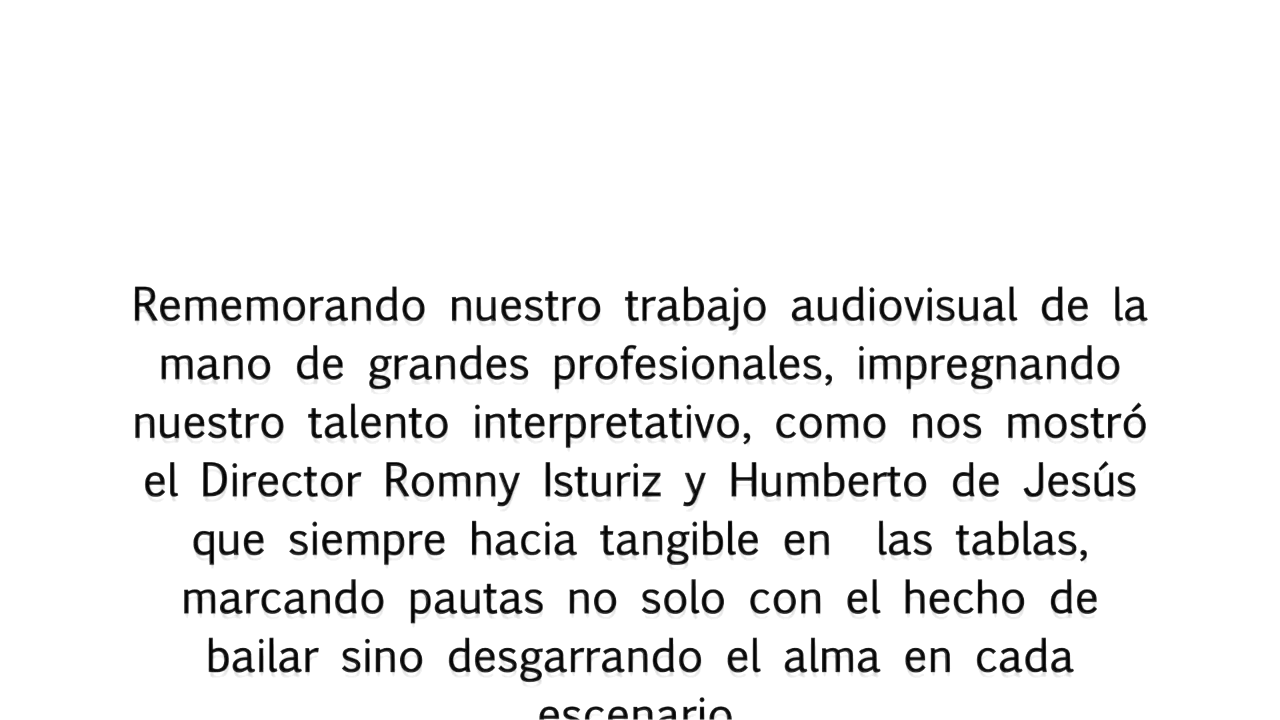 Rememorando nuestro trabajo audiovisual de la
mano de grandes profesionales, impregnando
nuestro talento interpretativo, como nos mostró
el Director Romny Isturiz y Humberto de Jesús
que siempre hacia tangible en las tablas,
marcando pautas no solo con el hecho de
bailar sino desgarrando el alma en cada
escenario